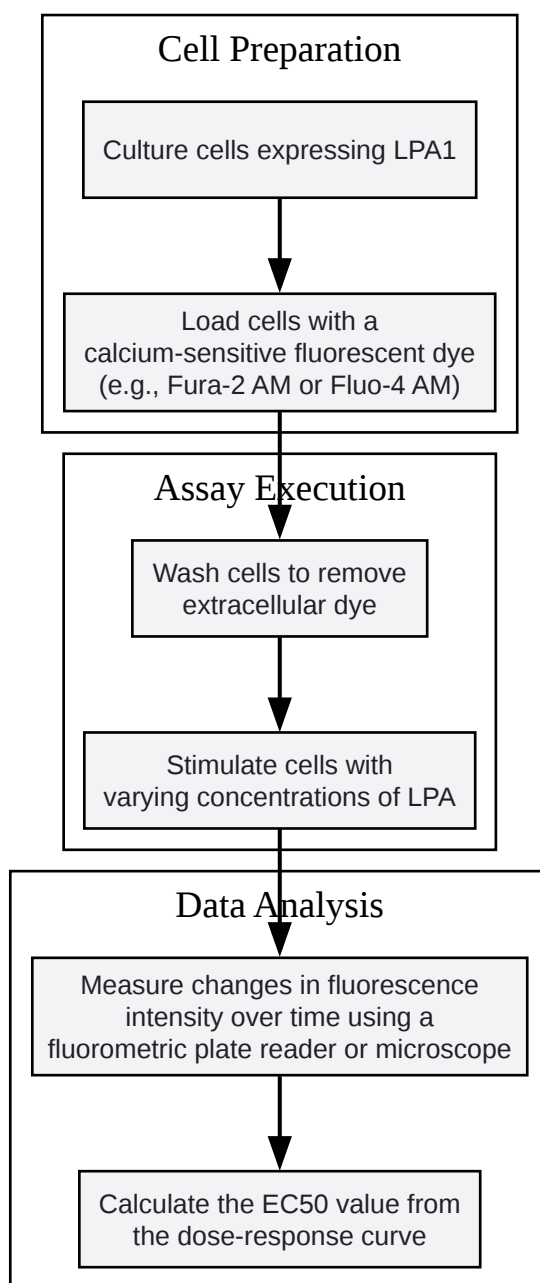 Cell Preparation
Culture cells expressing LPA1
Load cells with a
calcium-sensitive fluorescent dye
(e.g., Fura-2 AM or Fluo-4 AM)
Assay Execution
Wash cells to remove
extracellular dye
Stimulate cells with
varying concentrations of LPA
Data Analysis
Measure changes in fluorescence
intensity over time using a
fluorometric plate reader or microscope
Calculate the EC50 value from
the dose-response curve